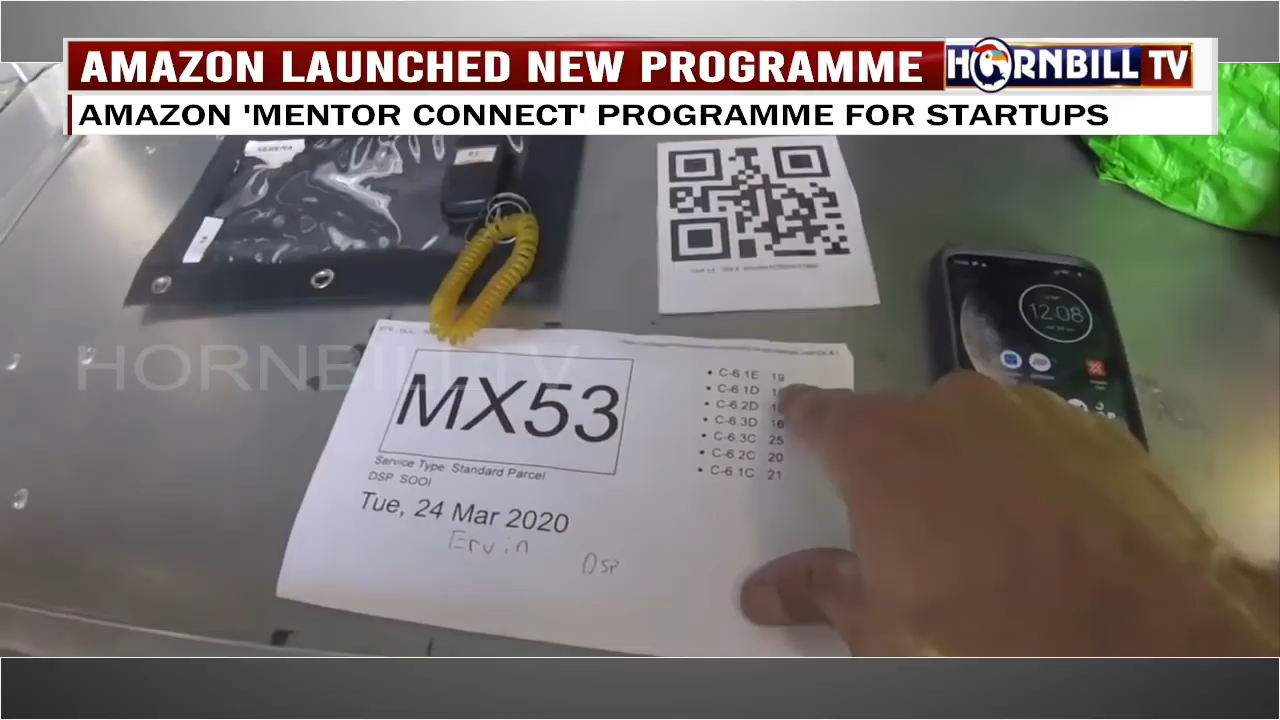 AMAZON LAUNCHED NEW PROGRAMME
HORNBILL TV
AMAZON 'MENTOR CONNECT' PROGRAMME FOR STARTUPS
SERENA
12:08
HORNBILL TV
MX53
Service Type Standard Parcel
DSP SOOI
Tue, 24 Mar 2020
Ervin
DSP
• C-6.1E 19
• C-6.1D
• C-6.2D
• C-6.3D 16
• C-6.3C 25
• C-6.2C 20
• C-6.1C 21